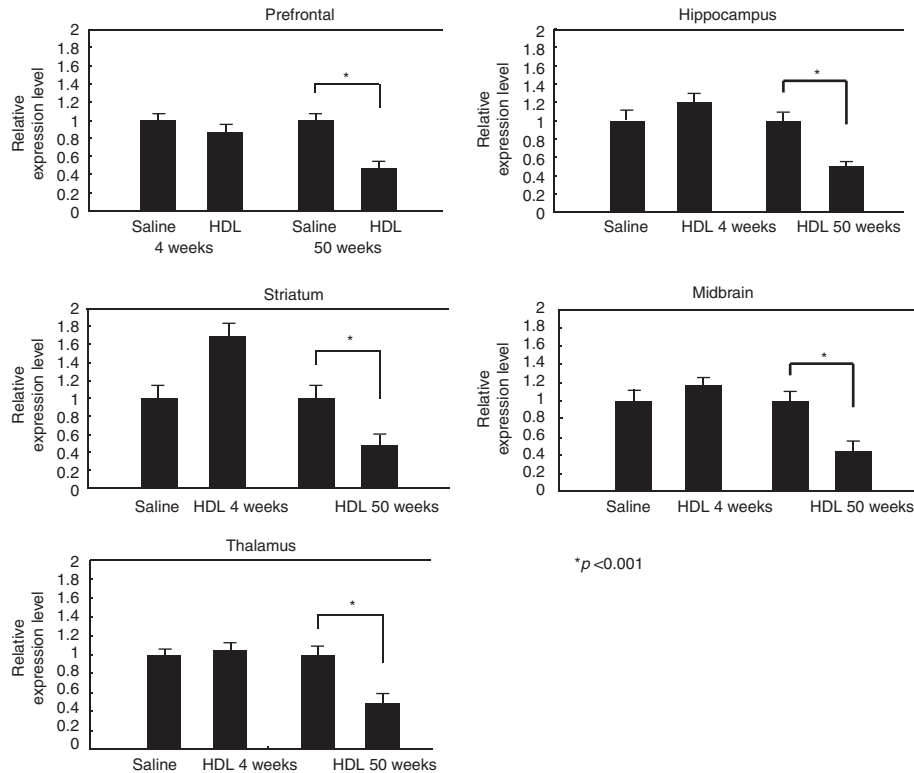 Prefrontal
Relative
expression level
2
1.8
1.6
1.4
1.2
1
0.8
0.6
0.4
0.2
0
*
Saline HDL Saline HDL
4 weeks 50 weeks
Hippocampus
Relative
expression level
2
1.8
1.6
1.4
1.2
1
0.8
0.6
0.4
0.2
0
*
Saline HDL 4 weeks HDL 50 weeks
Striatum
Relative
expression level
2
1.8
1.6
1.4
1.2
1
0.8
0.6
0.4
0.2
0
*
Saline HDL 4 weeks HDL 50 weeks
Midbrain
Relative
expression level
2
1.8
1.6
1.4
1.2
1
0.8
0.6
0.4
0.2
0
*
Saline HDL 4 weeks HDL 50 weeks
Thalamus
Relative
expression level
2
1.8
1.6
1.4
1.2
1
0.8
0.6
0.4
0.2
0
*
Saline HDL 4 weeks HDL 50 weeks
*p <0.001